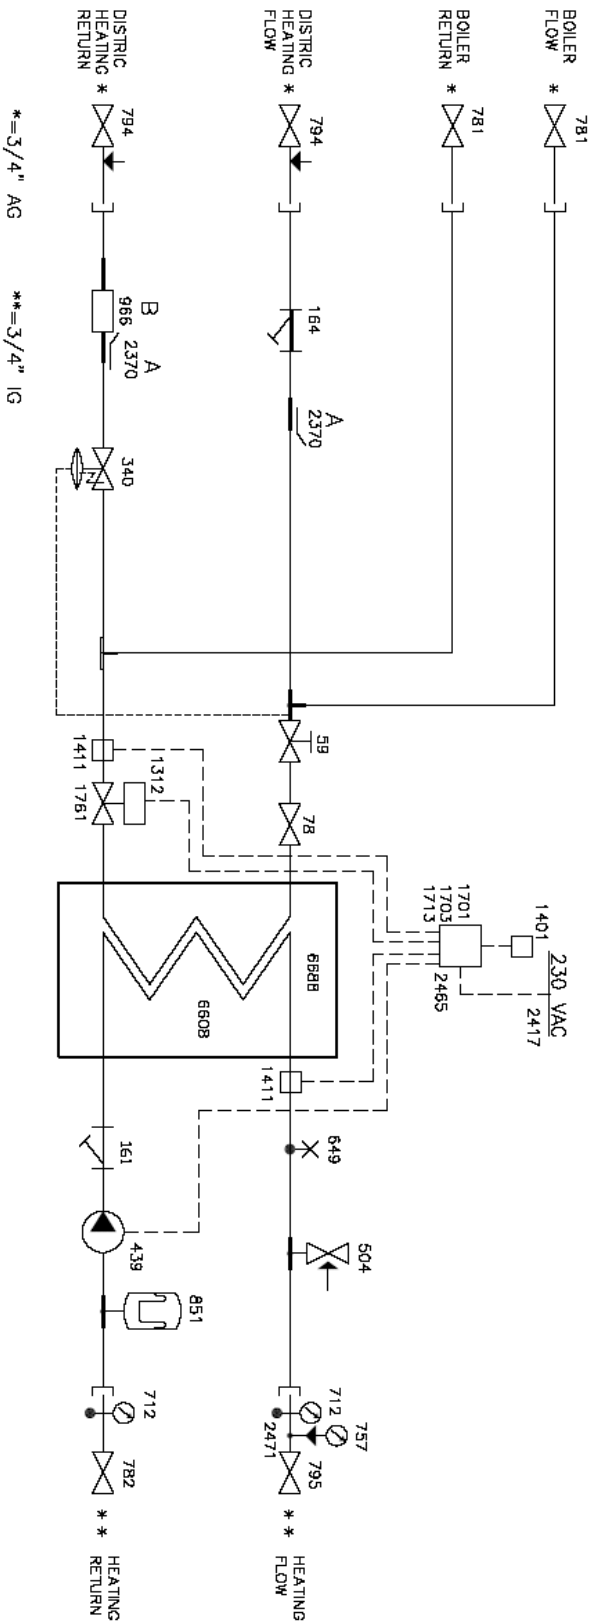 BOILER
FLOW
*
781
BOILER
RETURN
*
781
DISTRIC
HEATING
FLOW
*
794
164
A
2370
59
78
DISTRIC
HEATING
RETURN
*
794
B
966
A
2370
340
1411
1312
1761
1701
1703
1713
1401
230 VAC
2417
2465
668B
660B
1411
649
504
712
757
2471
795
* *
HEATING
FLOW
161
439
851
712
782
* *
HEATING
RETURN
*=3/4" AG
**=3/4" IG